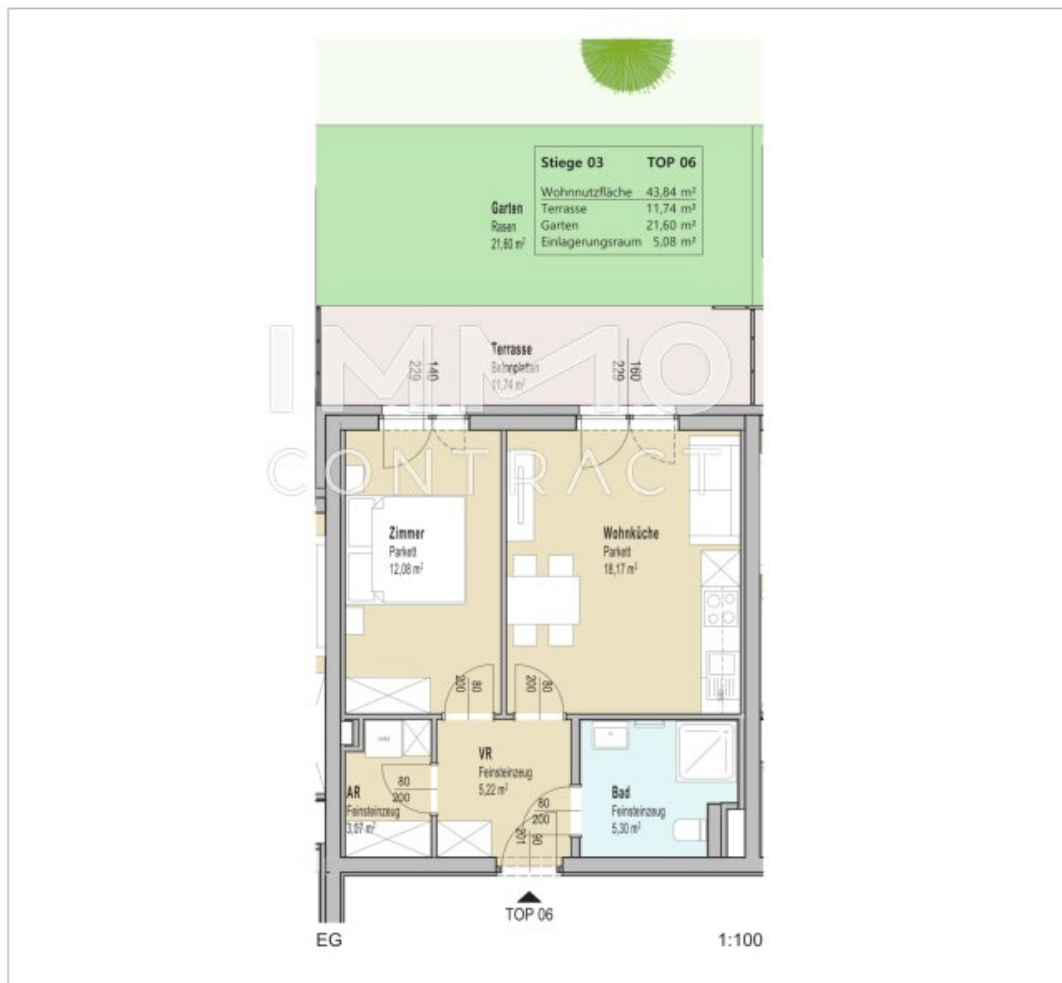 Stiege 03 TOP 06
Wohnnutzfläche 43,84 m²
Terrasse 11,74 m²
Garten 21,60 m²
Einlagerungsraum 5,08 m²
Garten
Rasen
21,60 m²
IMMO
CONTRACT
Terrasse
Betonplatten
11,74 m²
140
229
160
229
Zimmer
Parkett
12,08 m²
Wohnküche
Parkett
18,17 m²
80
200
80
200
WM
VR
Feinsteinzeug
5,22 m²
80
200
AR
Feinsteinzeug
3,07 m²
80
200
90
201
Bad
Feinsteinzeug
5,30 m²
TOP 06
EG 1:100